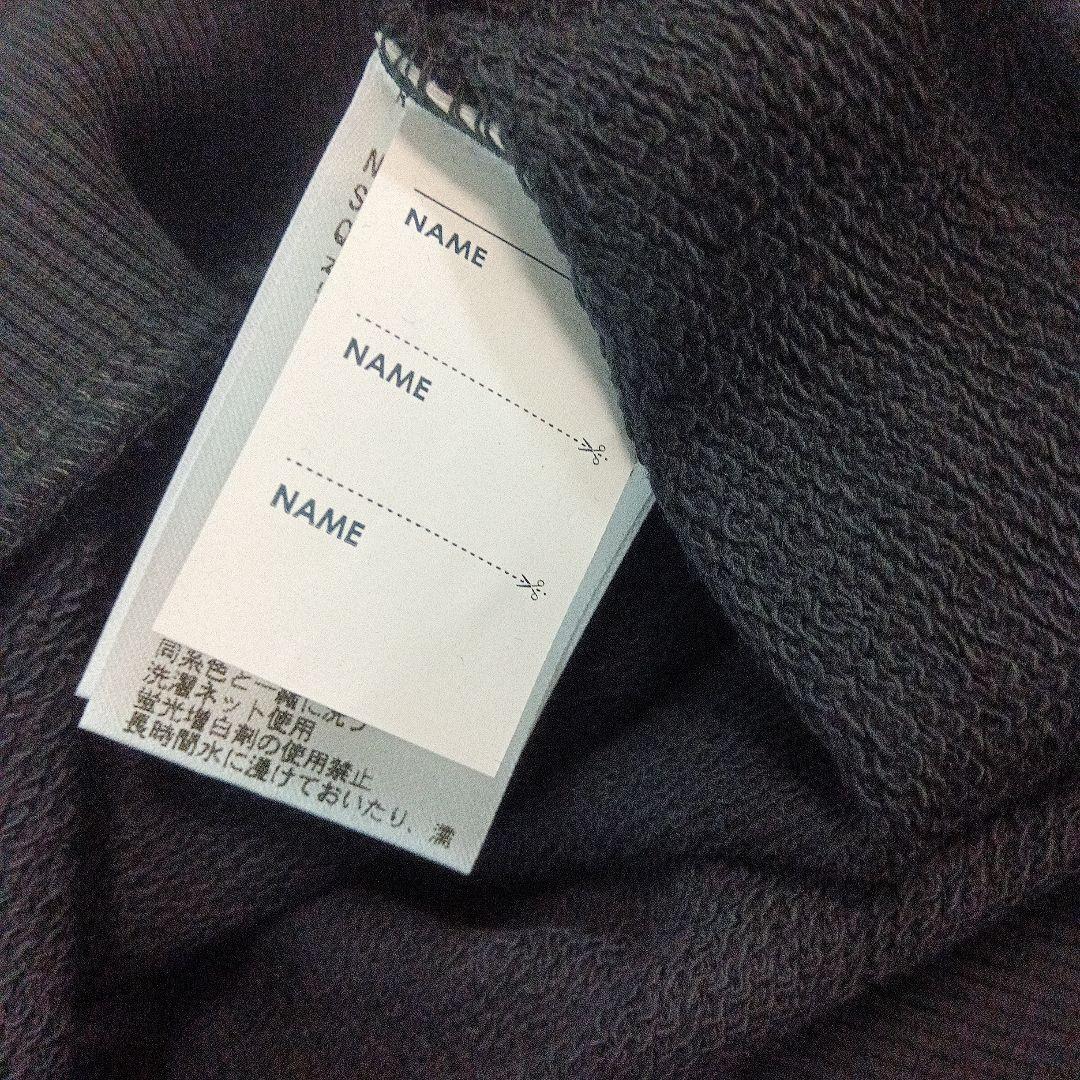 NAME
NAME
NAME
同系色と一緒に洗う
洗濯ネット使用
蛍光増白剤の使用禁止
長時間水に浸けておいたり、濡